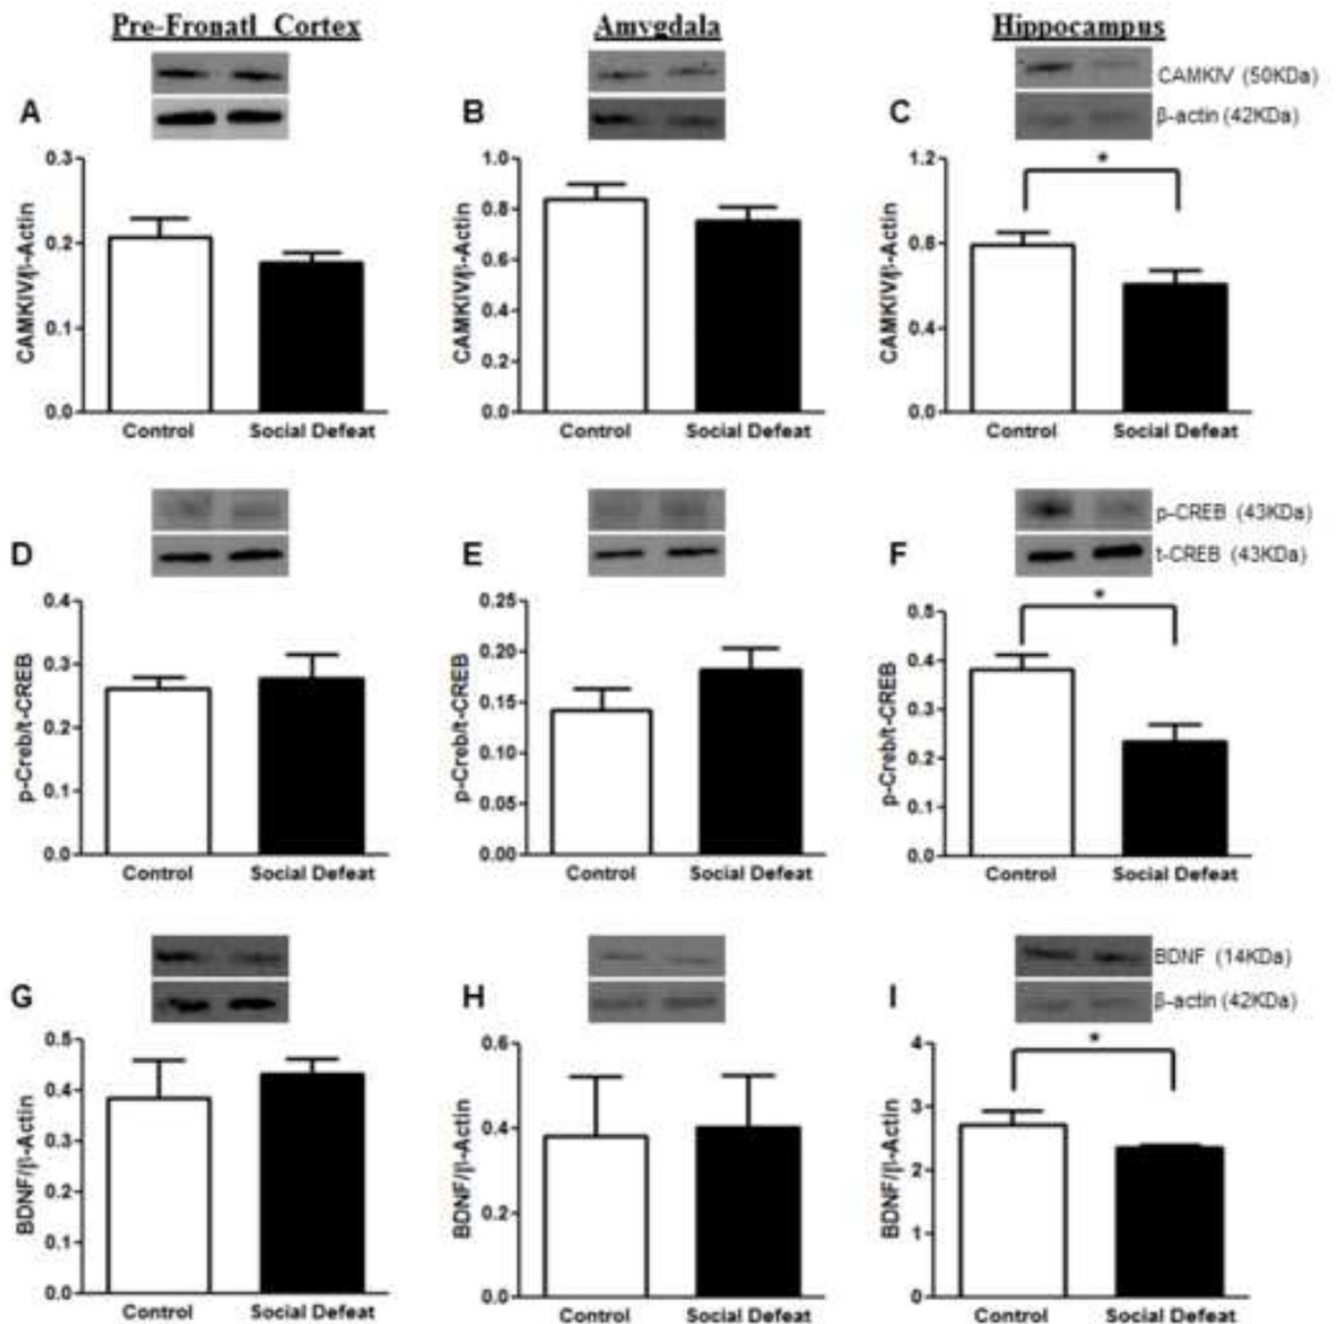 Pre-Fronatl Cortex
Amygdala
Hippocampus
CAMKIV (50KDa)
β-actin (42KDa)
A
B
C
0.3
0.2
0.1
0.0
CAMKIV/β-Actin
Control
Social Defeat
1.0
0.8
0.6
0.4
0.2
0.0
CAMKIV/β-Actin
Control
Social Defeat
1.2
0.8
0.4
0.0
CAMKIV/β-Actin
*
Control
Social Defeat
p-CREB (43KDa)
t-CREB (43KDa)
D
E
F
0.4
0.3
0.2
0.1
0.0
p-Creb/t-CREB
Control
Social Defeat
0.25
0.20
0.15
0.10
0.05
0.00
p-Creb/t-CREB
Control
Social Defeat
0.5
0.4
0.3
0.2
0.1
0.0
p-Creb/t-CREB
*
Control
Social Defeat
BDNF (14KDa)
β-actin (42KDa)
G
H
I
0.5
0.4
0.3
0.2
0.1
0.0
BDNF/β-Actin
Control
Social Defeat
0.6
0.4
0.2
0.0
BDNF/β-Actin
Control
Social Defeat
4
3
2
1
0
BDNF/β-Actin
*
Control
Social Defeat